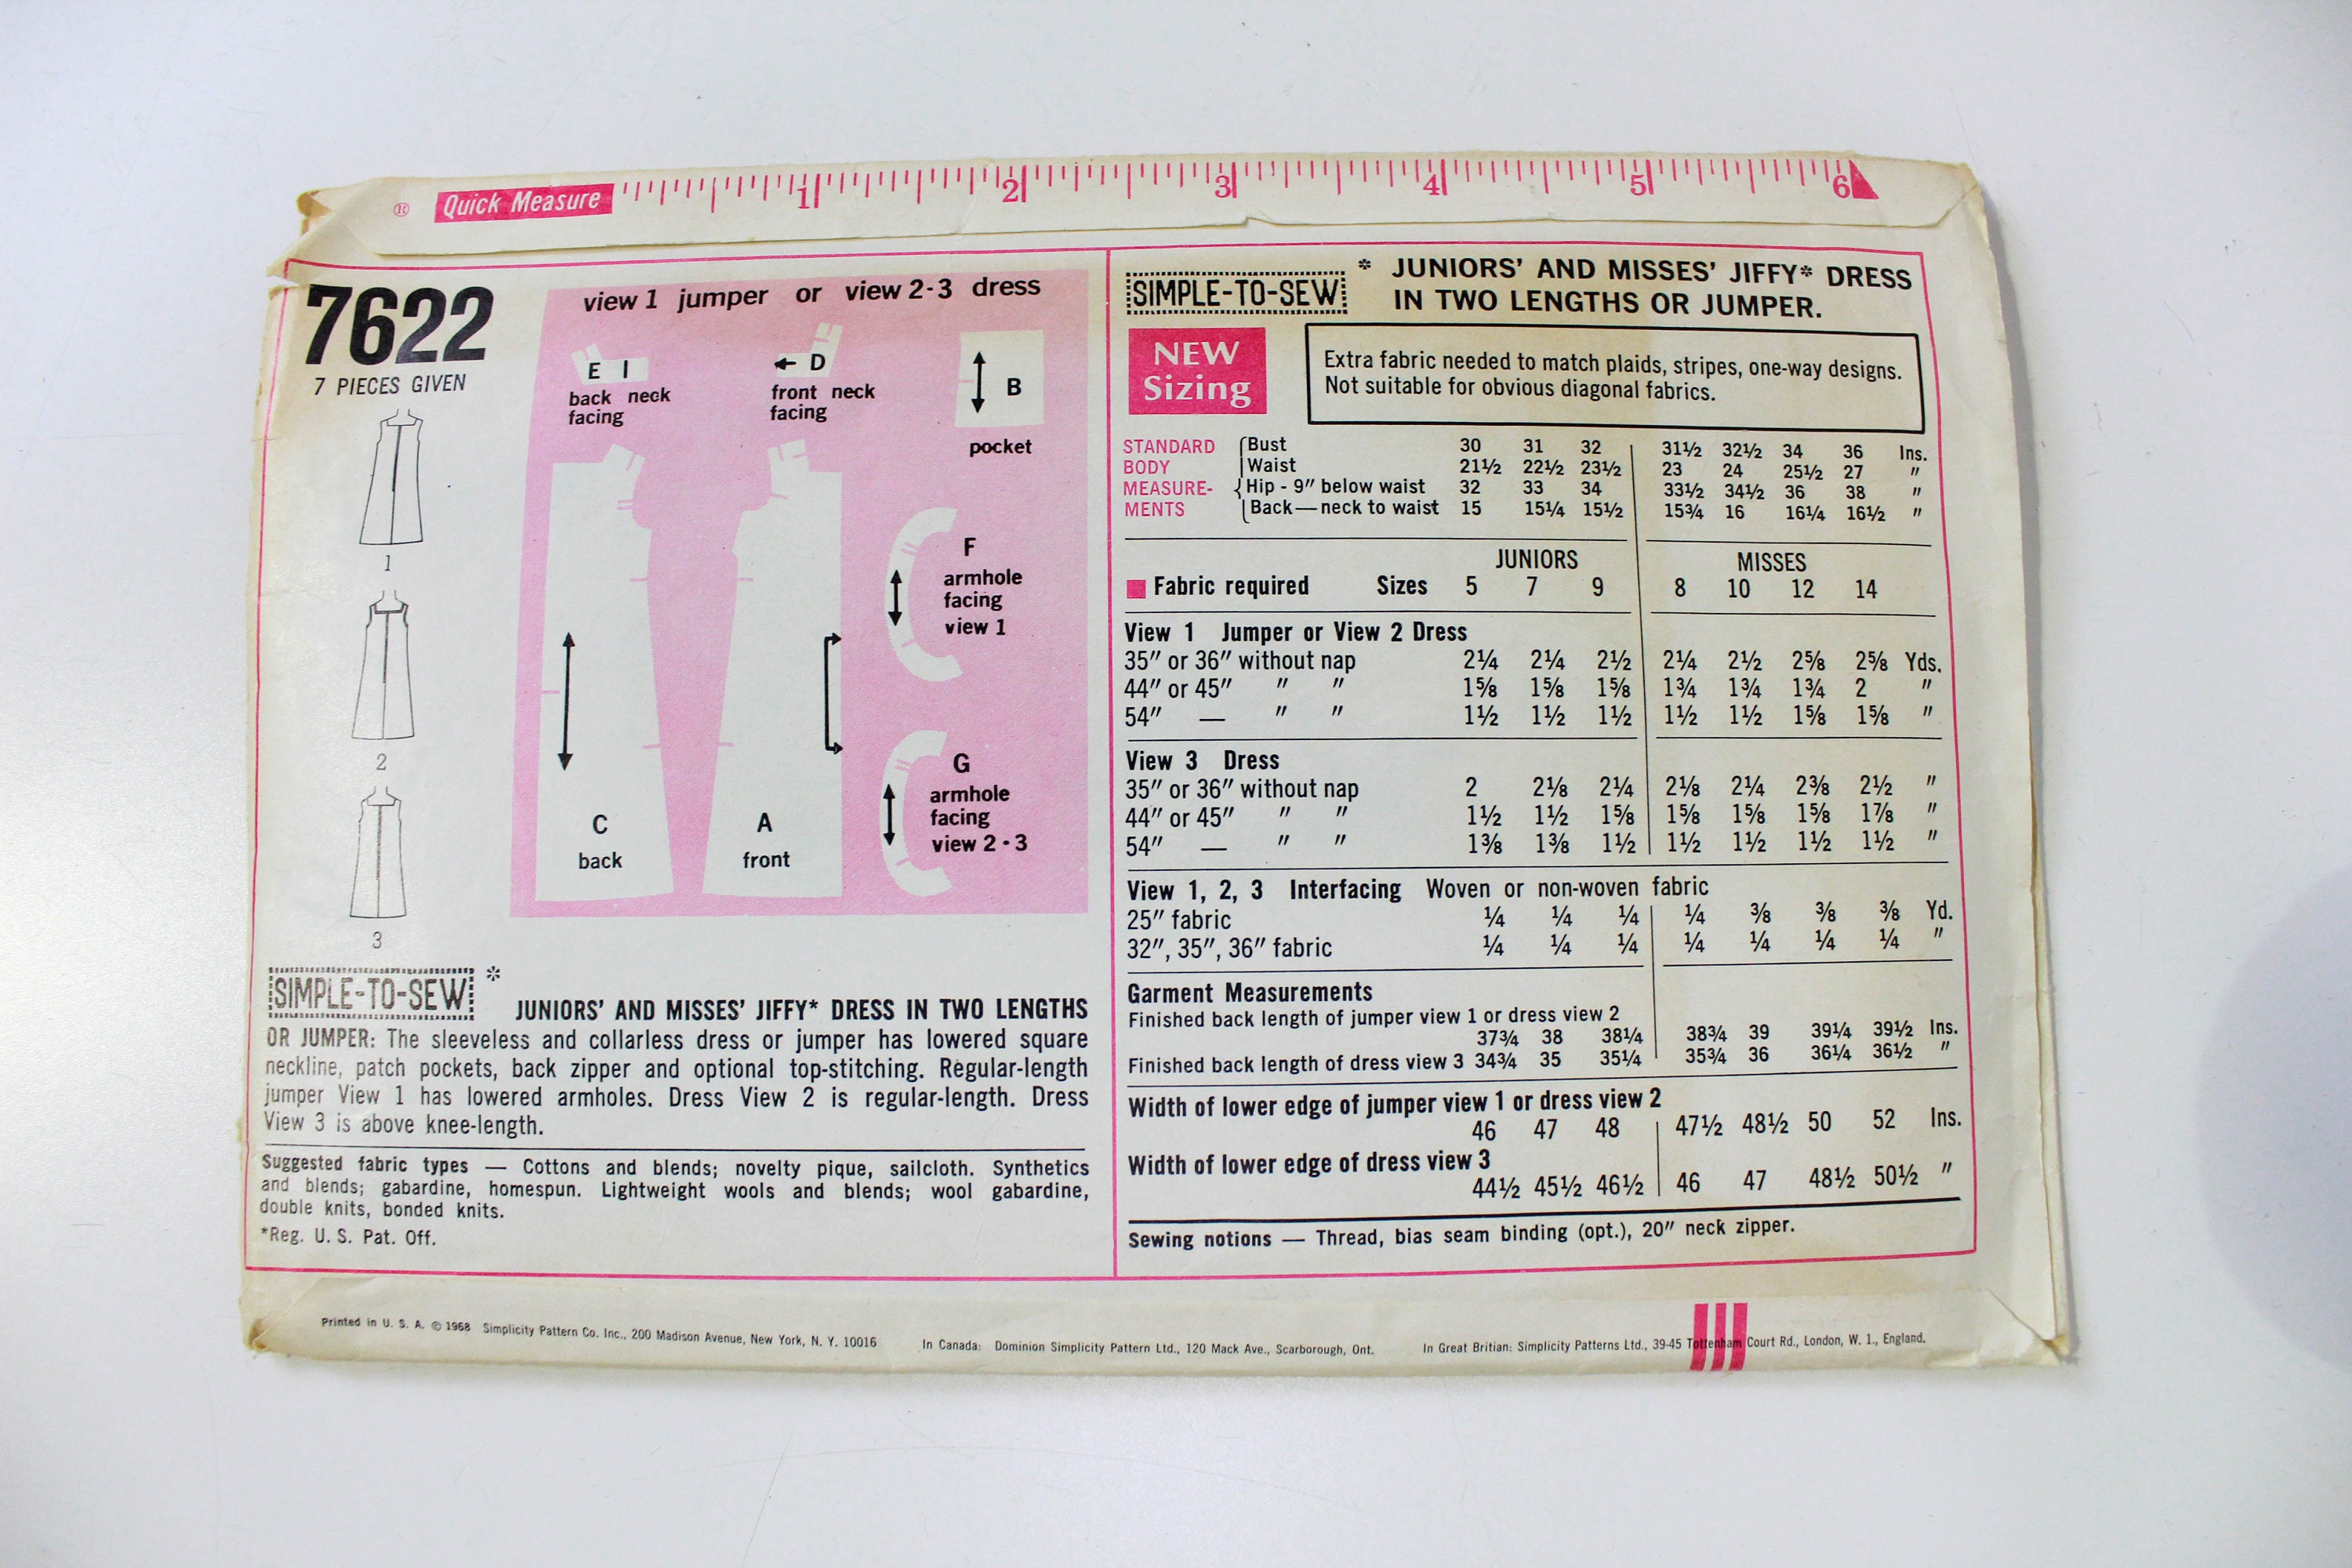 ® Quick Measure 1 2 3 4 5 6
7622
7 PIECES GIVEN
1
2
3
view 1 jumper or view 2-3 dress
E
back neck
facing
D
front neck
facing
B
pocket
F
armhole
facing
view 1
G
armhole
facing
view 2 - 3
C
back
A
front
SIMPLE-TO-SEW *
JUNIORS' AND MISSES' JIFFY* DRESS IN TWO LENGTHS
OR JUMPER: The sleeveless and collarless dress or jumper has lowered square
neckline, patch pockets, back zipper and optional top-stitching. Regular-length
jumper View 1 has lowered armholes. Dress View 2 is regular-length. Dress
View 3 is above knee-length.
Suggested fabric types — Cottons and blends; novelty pique, sailcloth. Synthetics
and blends; gabardine, homespun. Lightweight wools and blends; wool gabardine,
double knits, bonded knits.
*Reg. U. S. Pat. Off.
SIMPLE-TO-SEW * JUNIORS' AND MISSES' JIFFY* DRESS
IN TWO LENGTHS OR JUMPER.
NEW
Sizing
Extra fabric needed to match plaids, stripes, one-way designs.
Not suitable for obvious diagonal fabrics.
STANDARD Bust 30 31 32 31½ 32½ 34 36 Ins.
BODY Waist 21½ 22½ 23½ 23 24 25½ 27 "
MEASURE- Hip - 9" below waist 32 33 34 33½ 34½ 36 38 "
MENTS Back—neck to waist 15 15¼ 15½ 15¾ 16 16¼ 16½ "
JUNIORS MISSES
Fabric required Sizes 5 7 9 8 10 12 14
View 1 Jumper or View 2 Dress
35" or 36" without nap 2¼ 2¼ 2½ 2¼ 2½ 2⅝ 2⅝ Yds.
44" or 45" " " 1⅝ 1⅝ 1⅝ 1¾ 1¾ 1¾ 2 "
54" — " " 1½ 1½ 1½ 1½ 1½ 1⅝ 1⅝ "
View 3 Dress
35" or 36" without nap 2 2⅛ 2¼ 2⅛ 2¼ 2⅜ 2½ "
44" or 45" " " 1½ 1½ 1⅝ 1⅝ 1⅝ 1⅝ 1⅞ "
54" — " " 1⅜ 1⅜ 1½ 1½ 1½ 1½ 1½ "
View 1, 2, 3 Interfacing Woven or non-woven fabric
25" fabric ¼ ¼ ¼ ¼ ⅜ ⅜ ⅜ Yd.
32", 35", 36" fabric ¼ ¼ ¼ ¼ ¼ ¼ ¼ "
Garment Measurements
Finished back length of jumper view 1 or dress view 2
37¾ 38 38¼ 38¾ 39 39¼ 39½ Ins.
Finished back length of dress view 3 34¾ 35 35¼ 35¾ 36 36¼ 36½ "
Width of lower edge of jumper view 1 or dress view 2
46 47 48 47½ 48½ 50 52 Ins.
Width of lower edge of dress view 3
44½ 45½ 46½ 46 47 48½ 50½ "
Sewing notions — Thread, bias seam binding (opt.), 20" neck zipper.
Printed in U. S. A. © 1968 Simplicity Pattern Co. Inc., 200 Madison Avenue, New York, N. Y. 10016 In Canada: Dominion Simplicity Pattern Ltd., 120 Mack Ave., Scarborough, Ont. In Great Britian: Simplicity Patterns Ltd., 39-45 Tottenham Court Rd., London, W. 1., England.